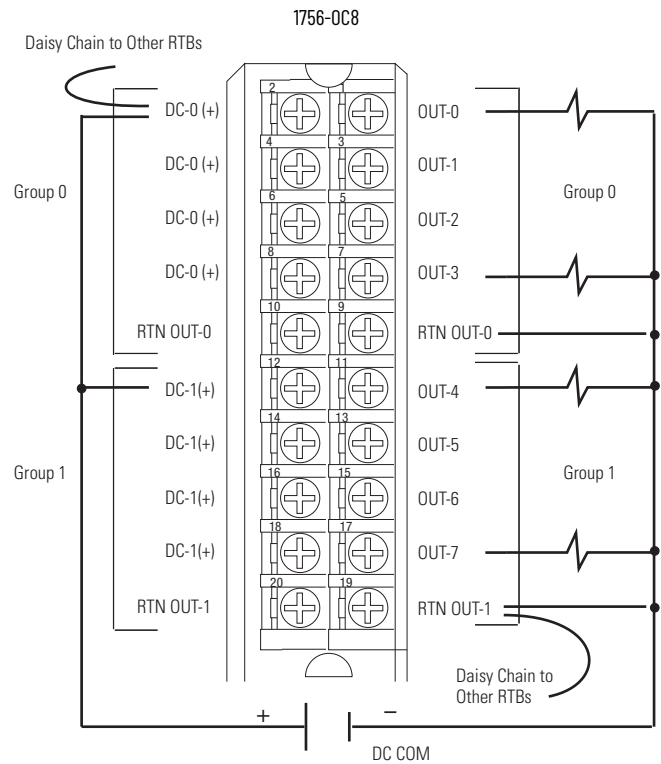 1756-OC8
Daisy Chain to Other RTBs
DC-0 (+) 2 1 OUT-0
DC-0 (+) 4 3 OUT-1
Group 0 Group 0
DC-0 (+) 6 5 OUT-2
DC-0 (+) 8 7 OUT-3
RTN OUT-0 10 9 RTN OUT-0
DC-1(+) 12 11 OUT-4
DC-1(+) 14 13 OUT-5
Group 1 Group 1
DC-1(+) 16 15 OUT-6
DC-1(+) 18 17 OUT-7
RTN OUT-1 20 19 RTN OUT-1
Daisy Chain to
Other RTBs
+ –
DC COM